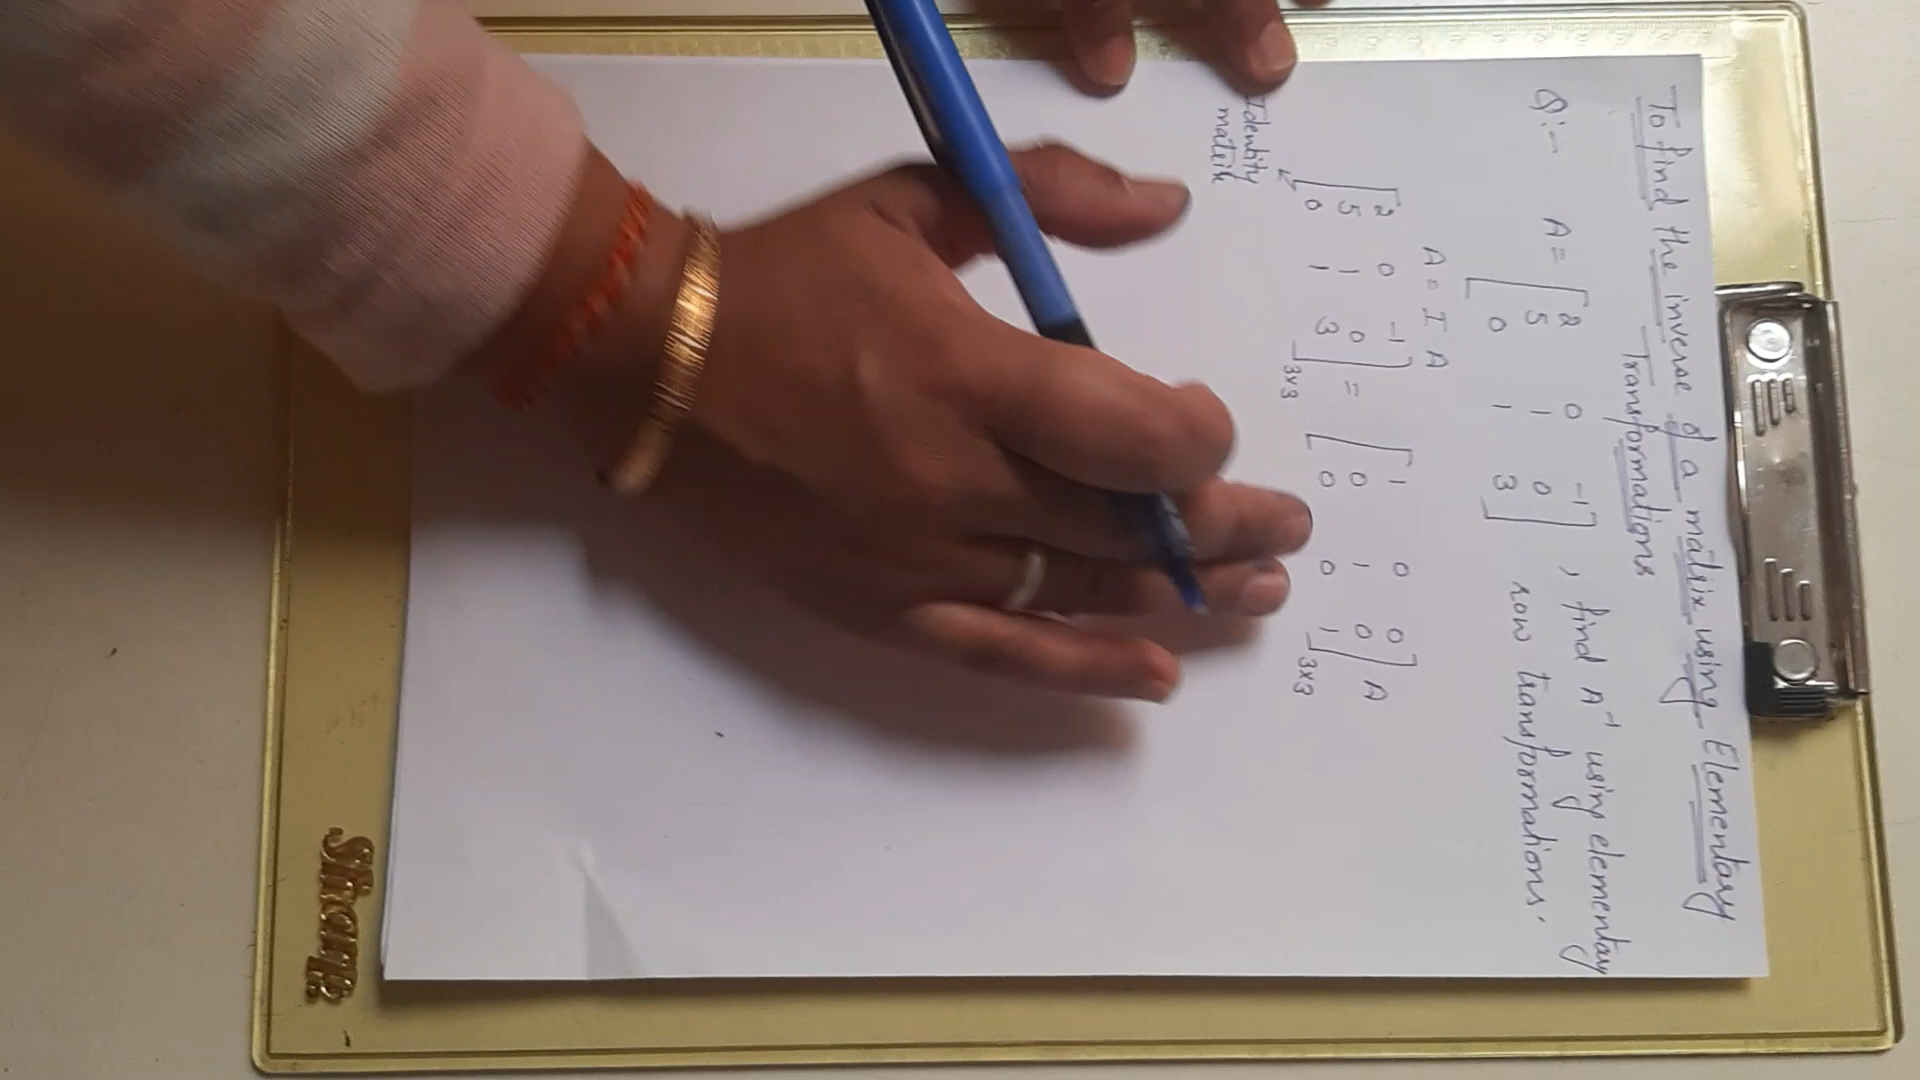 To find the inverse of a matrix using Elementary
Transformations
Q:- A = [2 0 -1
5 1 0
0 1 3] , find A⁻¹ using elementary
row transformations.
A = I A
[2 0 -1
5 1 0
0 1 3]3x3 = [1 0 0
0 1 0
0 0 1]3x3 A
Identity
matrix
Sharp